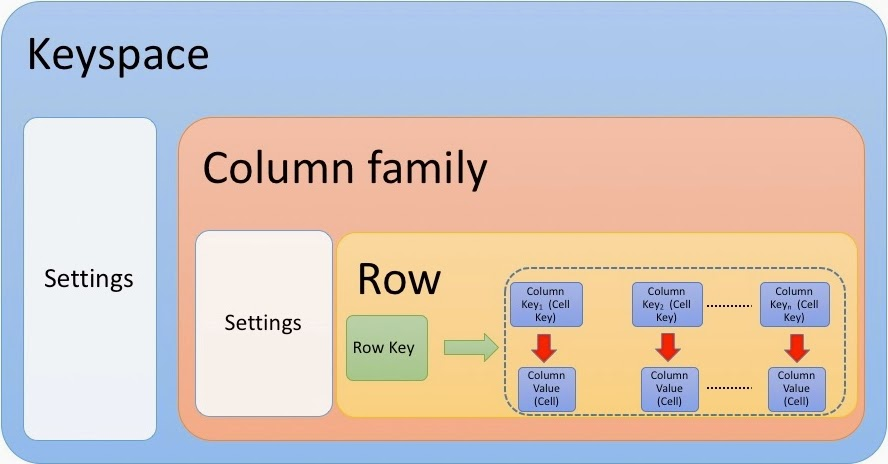 Keyspace
Column family
Settings
Settings
Row
Row Key
Column
Key₁ (Cell
Key)
Column
Key₂ (Cell
Key)
Column
Keyₙ (Cell
Key)
Column
Value
(Cell)
Column
Value
(Cell)
Column
Value
(Cell)